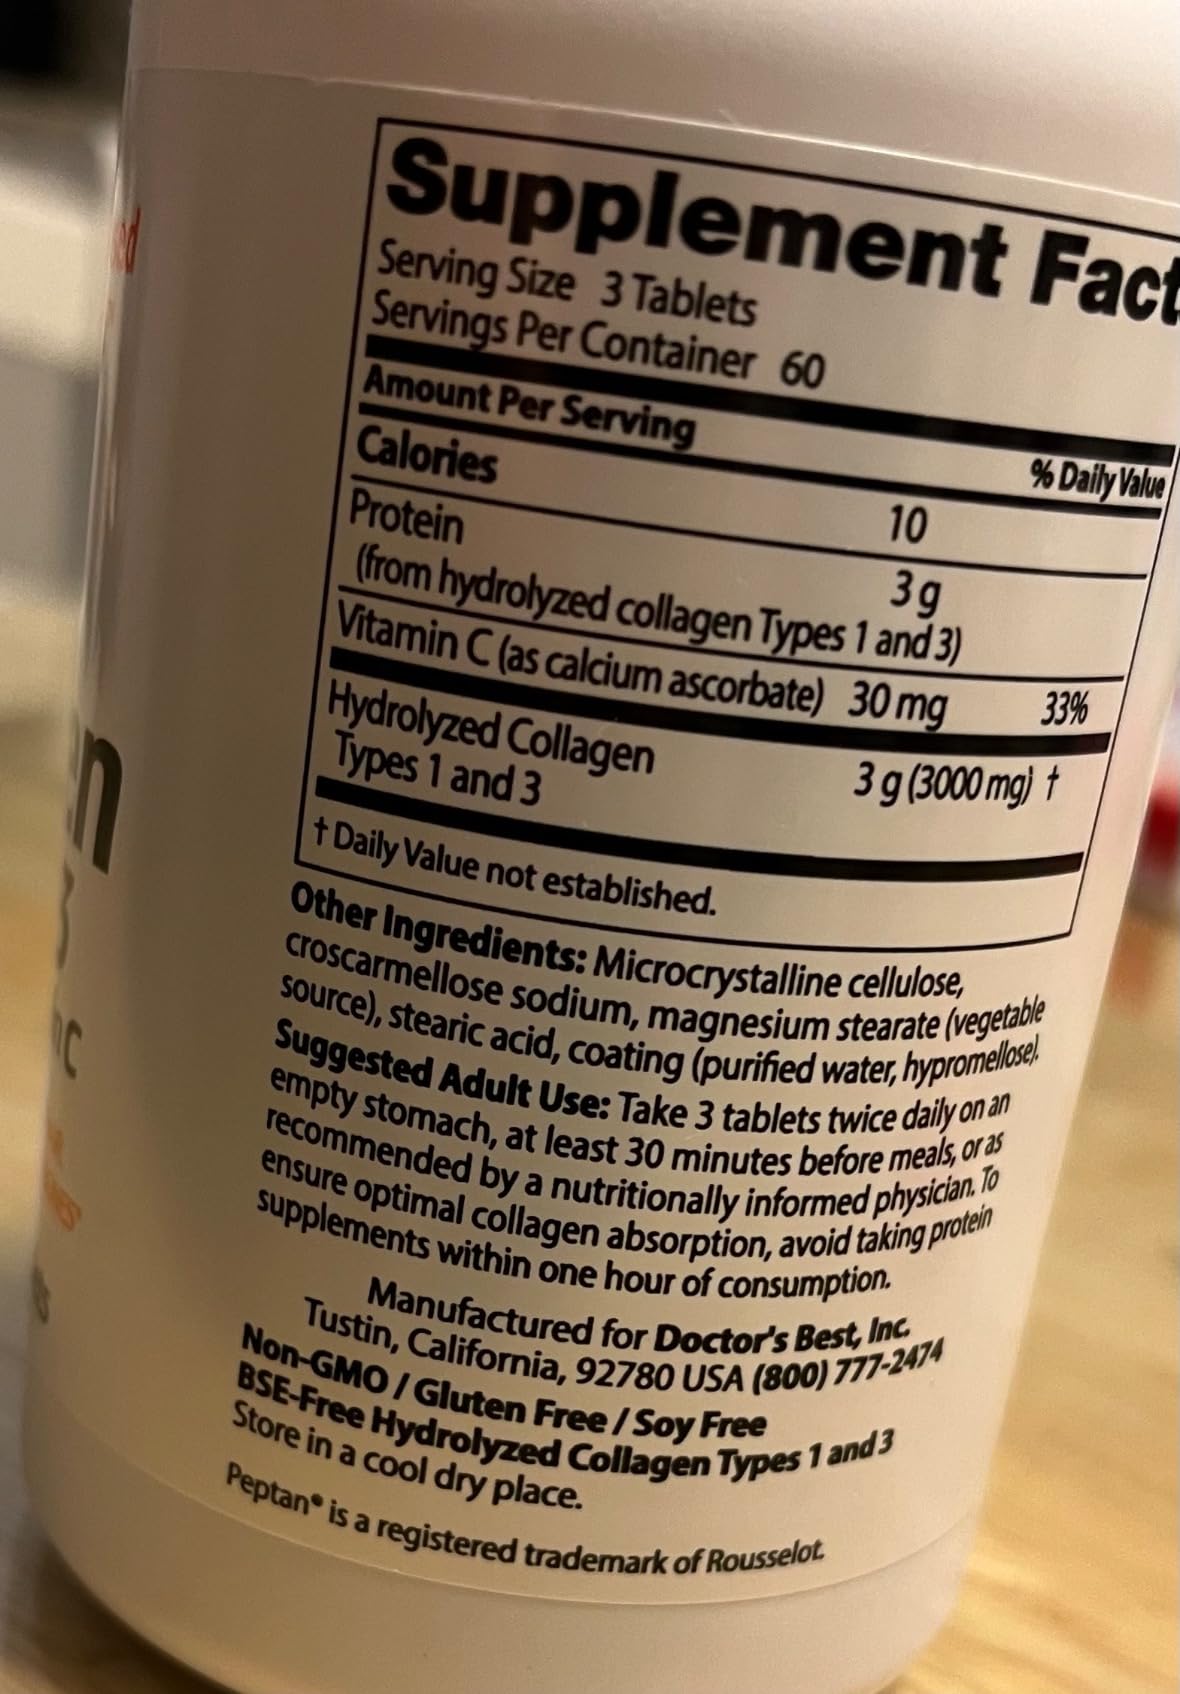 Supplement Fact
Serving Size 3 Tablets
Servings Per Container 60
Amount Per Serving
% Daily Value
Calories 10
Protein 3 g
(from hydrolyzed collagen Types 1 and 3)
Vitamin C (as calcium ascorbate) 30 mg 33%
Hydrolyzed Collagen
Types 1 and 3 3 g (3000 mg) †
† Daily Value not established.
Other Ingredients: Microcrystalline cellulose,
croscarmellose sodium, magnesium stearate (vegetable
source), stearic acid, coating (purified water, hypromellose).
Suggested Adult Use: Take 3 tablets twice daily on an
empty stomach, at least 30 minutes before meals, or as
recommended by a nutritionally informed physician. To
ensure optimal collagen absorption, avoid taking protein
supplements within one hour of consumption.
Manufactured for Doctor's Best, Inc.
Tustin, California, 92780 USA (800) 777-2474
Non-GMO / Gluten Free / Soy Free
BSE-Free Hydrolyzed Collagen Types 1 and 3
Store in a cool dry place.
Peptan® is a registered trademark of Rousselot.